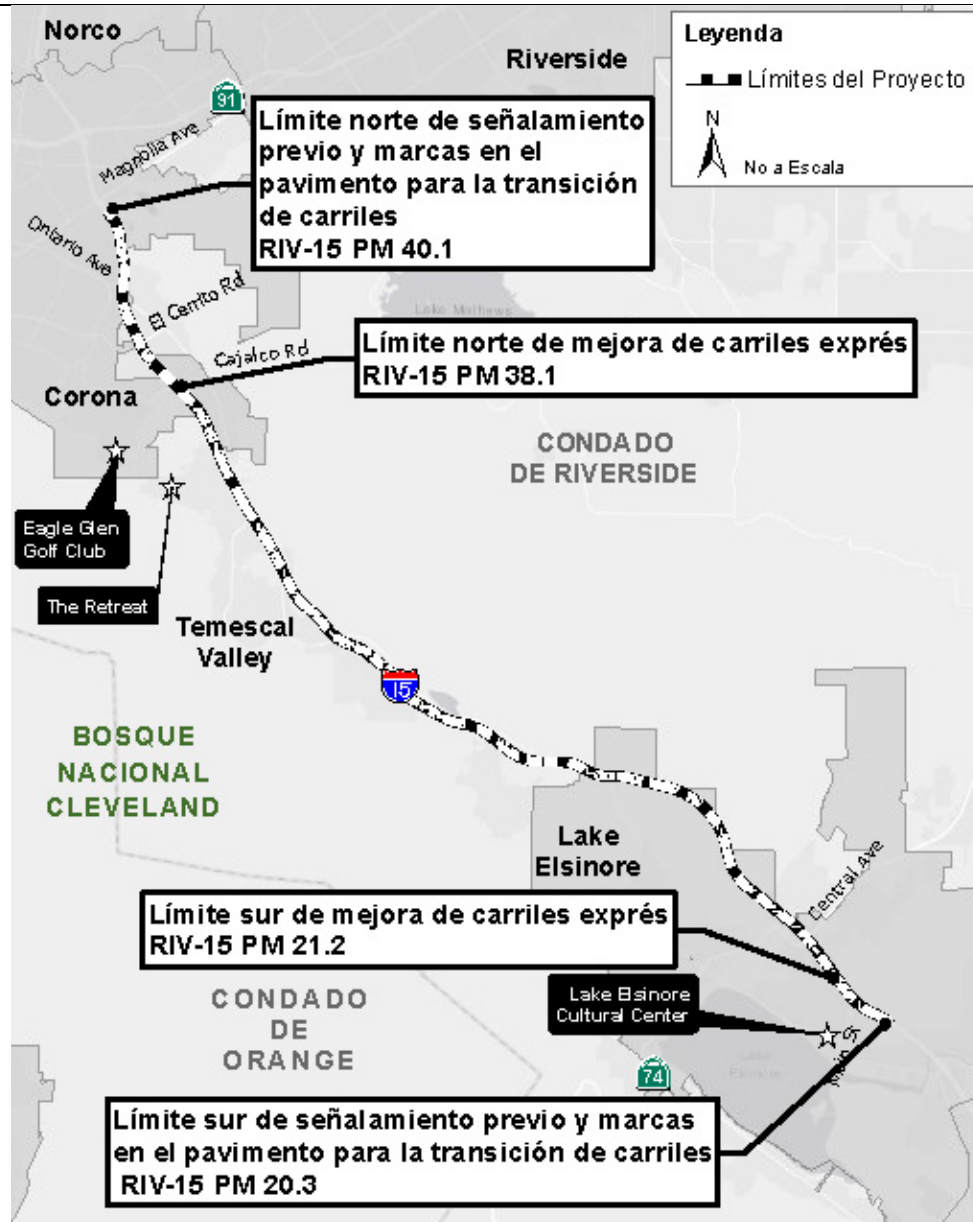 Norco
Riverside
91
Magnolia Ave
Leyenda
Límites del Proyecto
N
No a Escala
Límite norte de señalamiento
previo y marcas en el
pavimento para la transición
de carriles
RIV-15 PM 40.1
Ontario Ave
El Cerrito Rd
Lake Mathews
Cajalco Rd
Límite norte de mejora de carriles exprés
RIV-15 PM 38.1
Corona
CONDADO
DE RIVERSIDE
Eagle Glen
Golf Club
The Retreat
Temescal
Valley
15
BOSQUE
NACIONAL
CLEVELAND
Lake
Elsinore
Central Ave
Límite sur de mejora de carriles exprés
RIV-15 PM 21.2
CONDADO
DE
ORANGE
Lake Elsinore
Cultural Center
Main St
Lake
Elsinore
74
Límite sur de señalamiento previo y marcas
en el pavimento para la transición de carriles
RIV-15 PM 20.3